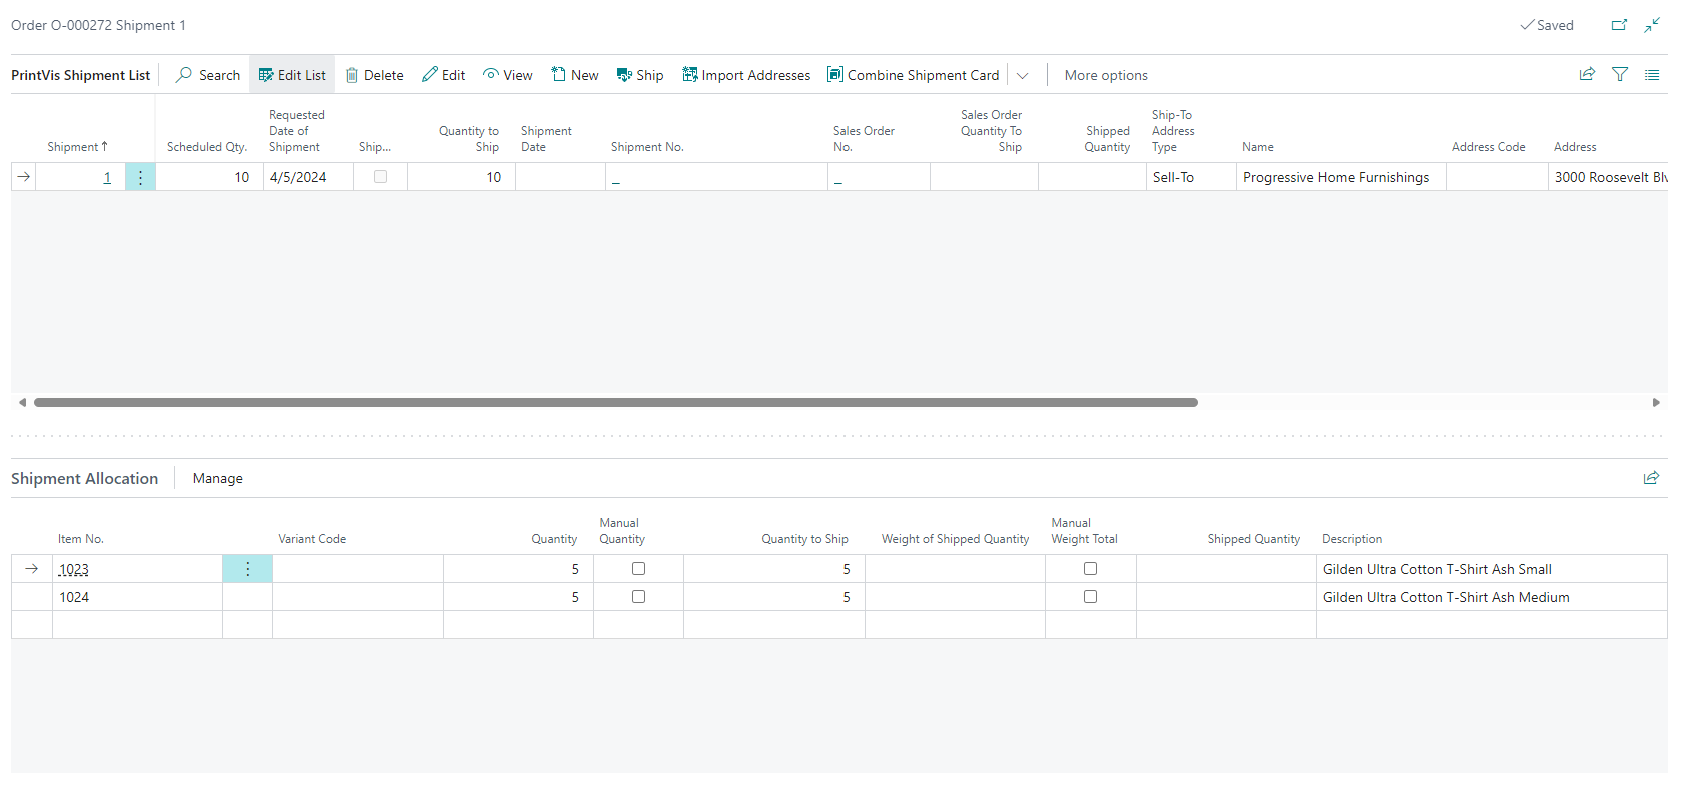 Order O-000272 Shipment 1
Saved
PrintVis Shipment List Search Edit List Delete Edit View New Ship Import Addresses Combine Shipment Card More options
Shipment ↑ Scheduled Qty. Requested Date of Shipment Ship... Quantity to Ship Shipment Date Shipment No. Sales Order No. Sales Order Quantity To Ship Shipped Quantity Ship-To Address Type Name Address Code Address
1 10 4/5/2024 10 _ _ Sell-To Progressive Home Furnishings 3000 Roosevelt Blv
Shipment Allocation Manage
Item No. Variant Code Quantity Manual Quantity Quantity to Ship Weight of Shipped Quantity Manual Weight Total Shipped Quantity Description
1023 5 5 Gilden Ultra Cotton T-Shirt Ash Small
1024 5 5 Gilden Ultra Cotton T-Shirt Ash Medium